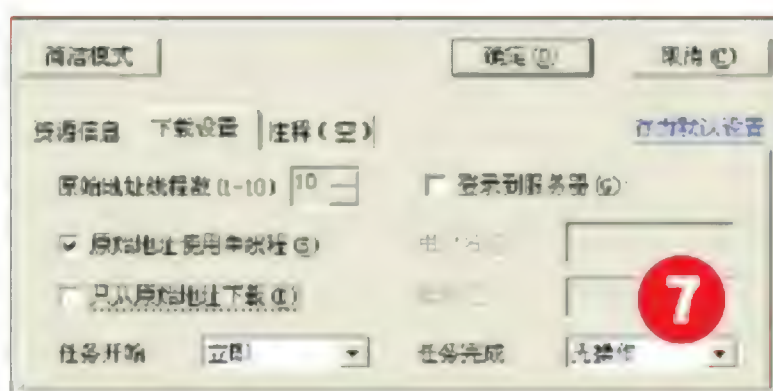 简洁模式 确定(O) 取消(C)
资源信息 下载设置 注释(空) 存为默认设置
原始地址线程数(1-10) 10 登录到服务器(G)
原始地址使用单线程(S)
只从原始地址下载
任务开始 立即 任务完成 无操作
7